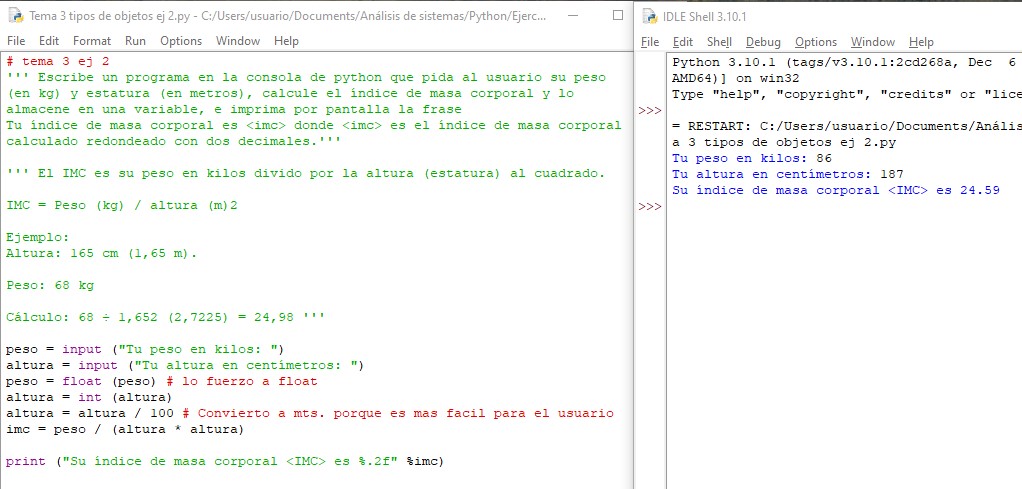 Tema 3 tipos de objetos ej 2.py - C:/Users/usuario/Documents/Análisis de sistemas/Python/Ejerc...
File Edit Format Run Options Window Help
# tema 3 ej 2
''' Escribe un programa en la consola de python que pida al usuario su peso
(en kg) y estatura (en metros), calcule el índice de masa corporal y lo
almacene en una variable, e imprima por pantalla la frase
Tu índice de masa corporal es <imc> donde <imc> es el índice de masa corporal
calculado redondeado con dos decimales.'''
''' El IMC es su peso en kilos divido por la altura (estatura) al cuadrado.
IMC = Peso (kg) / altura (m)2
Ejemplo:
Altura: 165 cm (1,65 m).
Peso: 68 kg
Cálculo: 68 ÷ 1,652 (2,7225) = 24,98 '''
peso = input ("Tu peso en kilos: ")
altura = input ("Tu altura en centímetros: ")
peso = float (peso) # lo fuerzo a float
altura = int (altura)
altura = altura / 100 # Convierto a mts. porque es mas facil para el usuario
imc = peso / (altura * altura)
print ("Su índice de masa corporal <IMC> es %.2f" %imc)
IDLE Shell 3.10.1
File Edit Shell Debug Options Window Help
Python 3.10.1 (tags/v3.10.1:2cd268a, Dec  6
AMD64)] on win32
Type "help", "copyright", "credits" or "lice
>>>
= RESTART: C:/Users/usuario/Documents/Anális
a 3 tipos de objetos ej 2.py
Tu peso en kilos: 86
Tu altura en centímetros: 187
Su índice de masa corporal <IMC> es 24.59
>>>